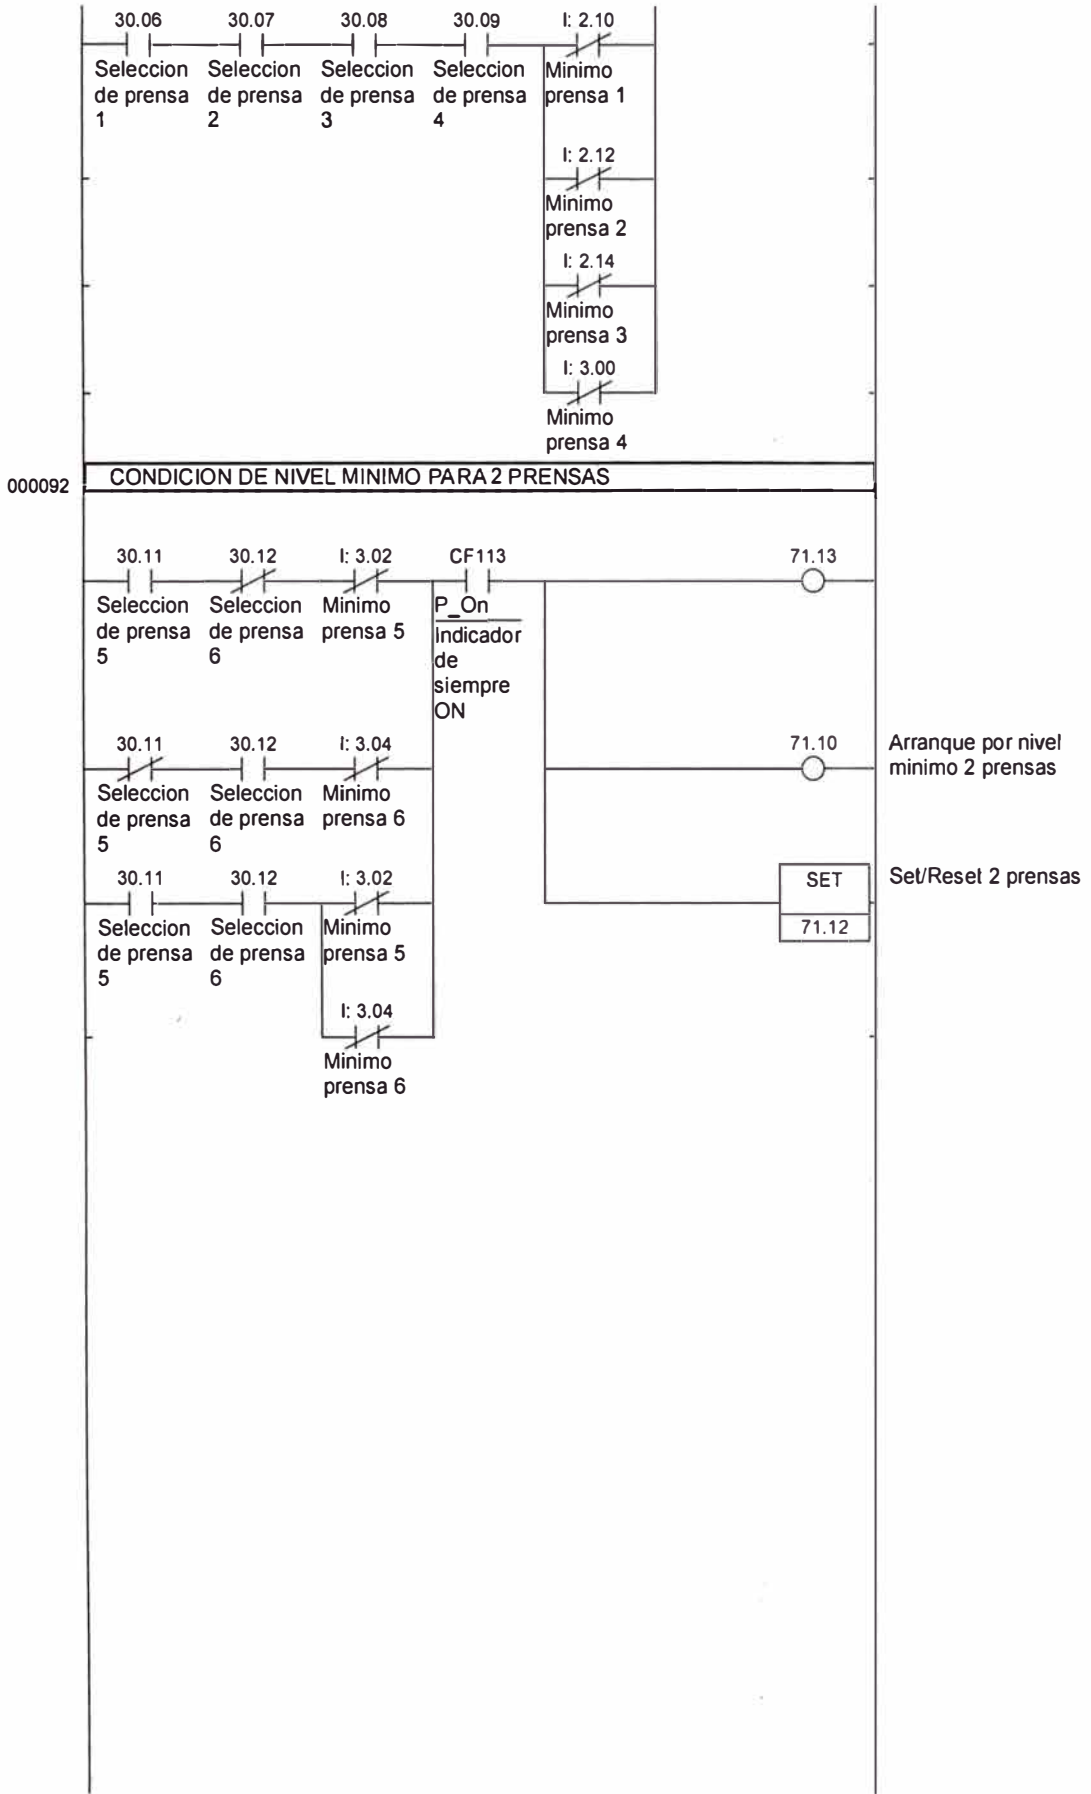 30.06 30.07 30.08 30.09 I: 2.10
Seleccion Seleccion Seleccion Seleccion Minimo
de prensa de prensa de prensa de prensa prensa 1
1 2 3 4
I: 2.12
Minimo
prensa 2
I: 2.14
Minimo
prensa 3
I: 3.00
Minimo
prensa 4
000092 CONDICION DE NIVEL MINIMO PARA 2 PRENSAS
30.11 30.12 I: 3.02 CF113 71.13
Seleccion Seleccion Minimo P_On
de prensa de prensa prensa 5 Indicador
5 6 de
siempre
ON
30.11 30.12 I: 3.04 71.10 Arranque por nivel
minimo 2 prensas
Seleccion Seleccion Minimo
de prensa de prensa prensa 6
5 6
30.11 30.12 I: 3.02 SET Set/Reset 2 prensas
Seleccion Seleccion Minimo 71.12
de prensa de prensa prensa 5
5 6
I: 3.04
Minimo
prensa 6